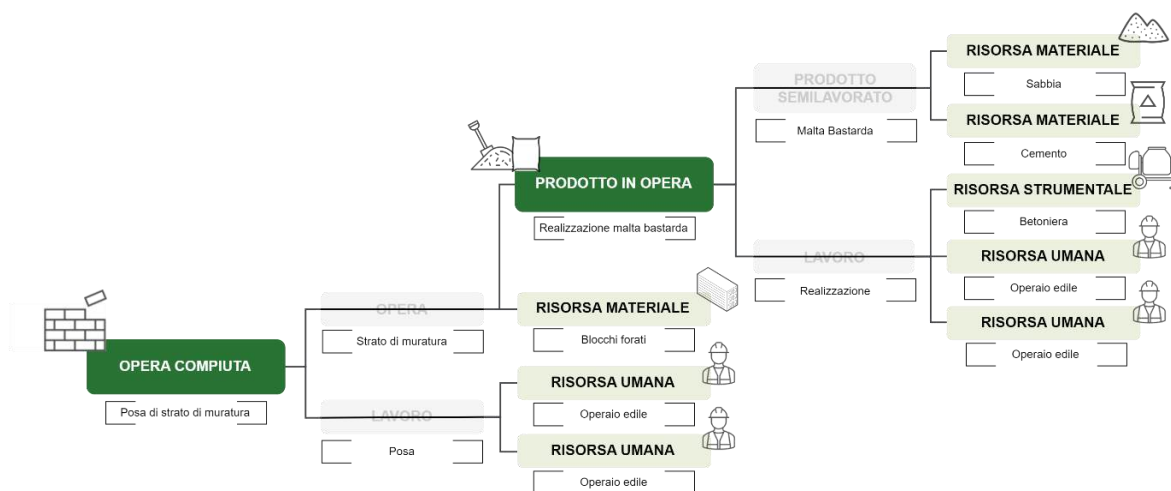 OPERA COMPIUTA
Posa di strato di muratura
OPERA
Strato di muratura
LAVORO
Posa
PRODOTTO IN OPERA
Realizzazione malta bastarda
RISORSA MATERIALE
Blocchi forati
RISORSA UMANA
Operaio edile
RISORSA UMANA
Operaio edile
PRODOTTO
SEMILAVORATO
Malta Bastarda
LAVORO
Realizzazione
RISORSA MATERIALE
Sabbia
RISORSA MATERIALE
Cemento
RISORSA STRUMENTALE
Betoniera
RISORSA UMANA
Operaio edile
RISORSA UMANA
Operaio edile